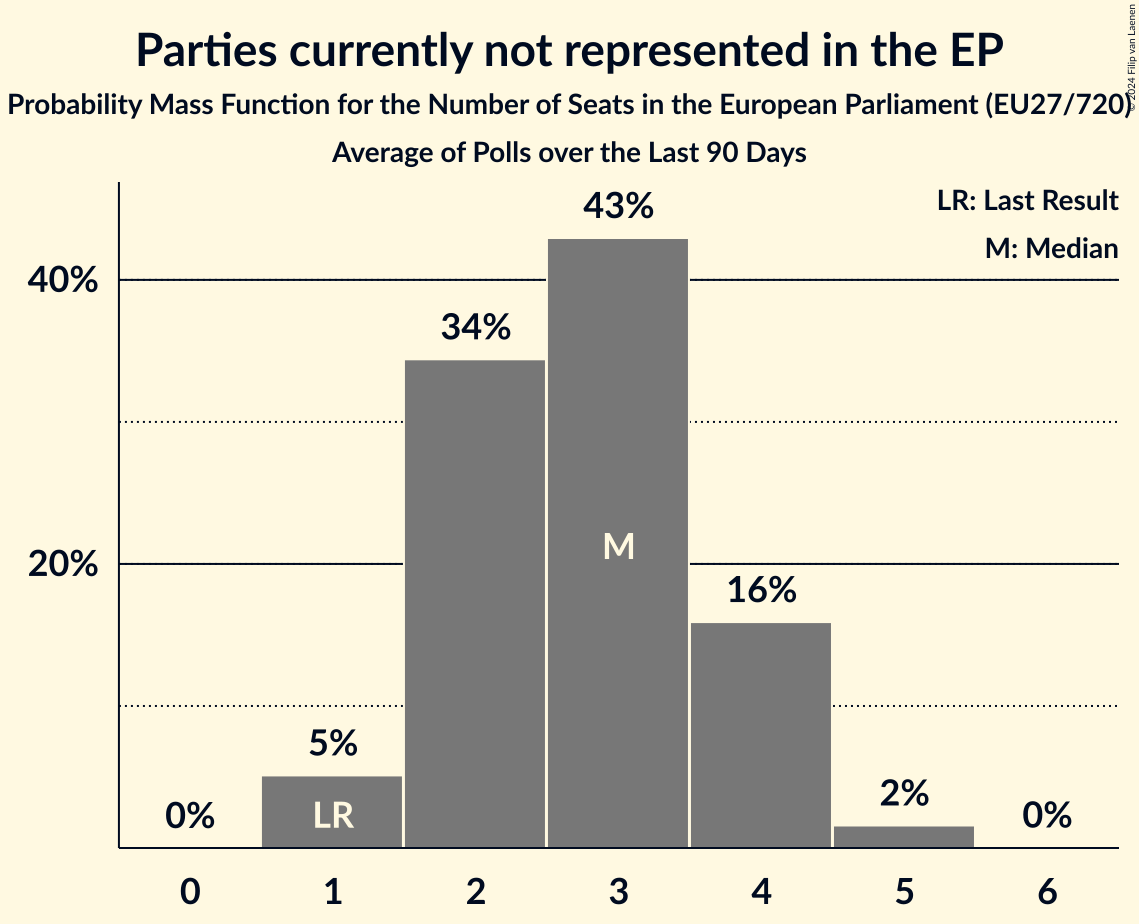 Parties currently not represented in the EP
Probability Mass Function for the Number of Seats in the European Parliament (EU27/720)
Average of Polls over the Last 90 Days
© 2024 Filip van Laenen
LR: Last Result
M: Median
40%
20%
0%
5%
34%
43%
16%
2%
0%
LR
M
0 1 2 3 4 5 6